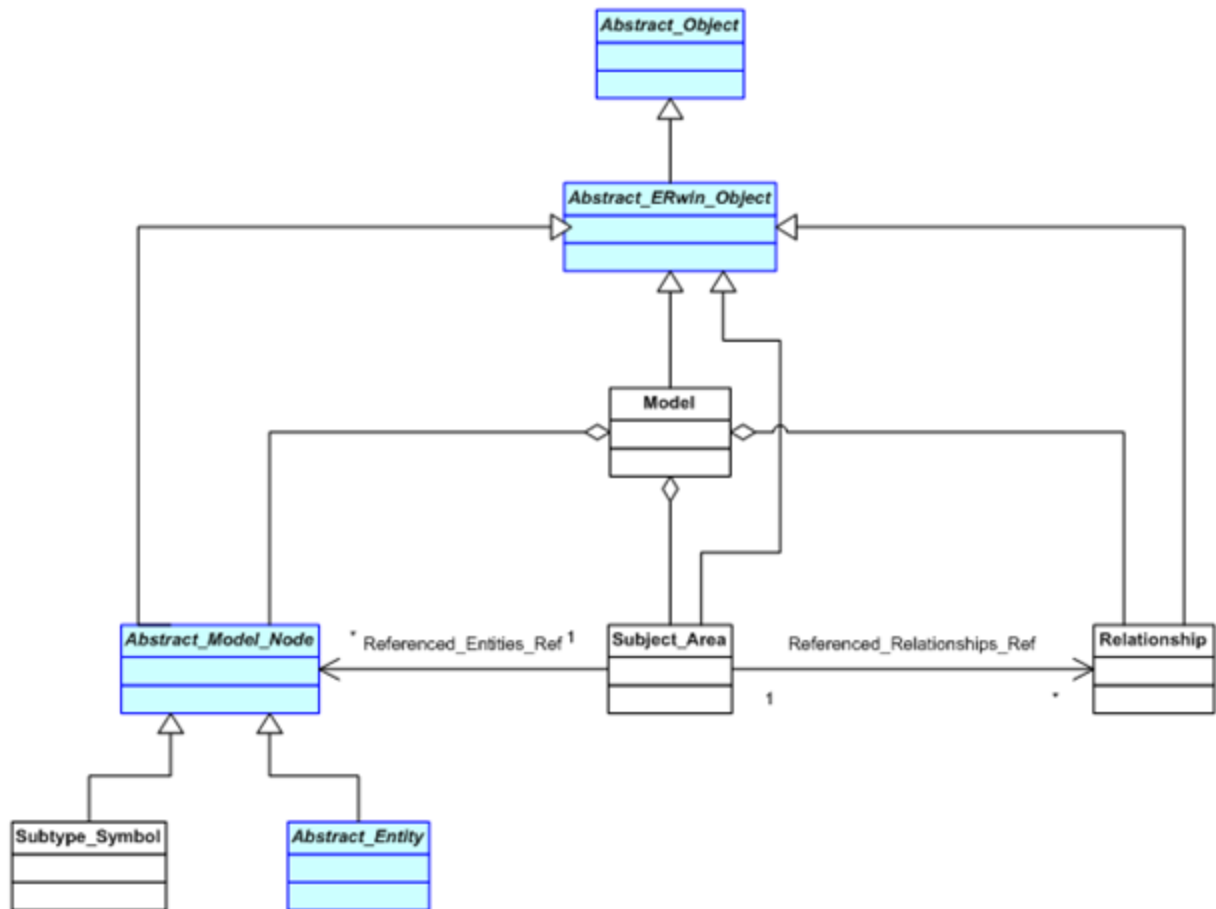 Abstract_Object
Abstract_ERwin_Object
Model
Abstract_Model_Node
* Referenced_Entities_Ref 1
Subject_Area
Referenced_Relationships_Ref
Relationship
1 *
Subtype_Symbol
Abstract_Entity